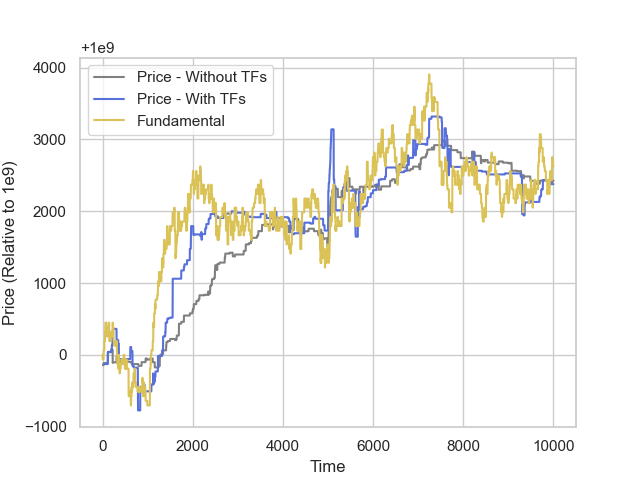 +1e9
4000
3000
2000
1000
0
−1000
Price (Relative to 1e9)
Price - Without TFs
Price - With TFs
Fundamental
0 2000 4000 6000 8000 10000
Time